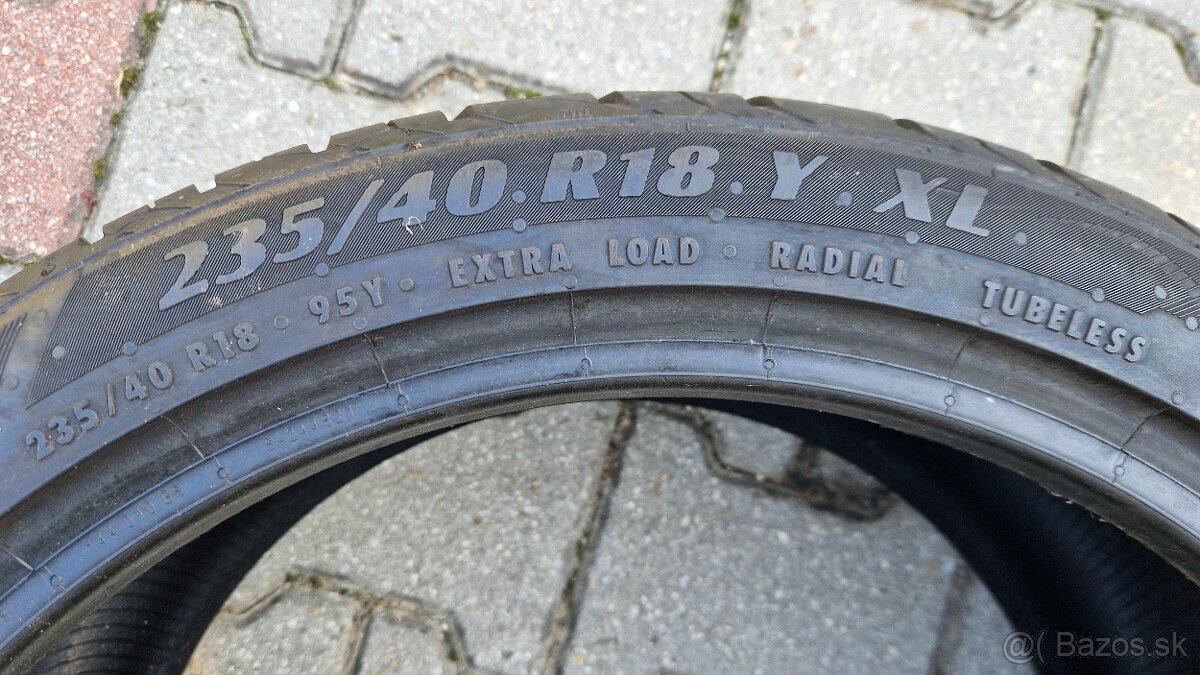 235/40 . R18 . Y . XL .
235/40 R18 • 95Y • EXTRA LOAD • RADIAL TUBELESS
@( Bazos.sk